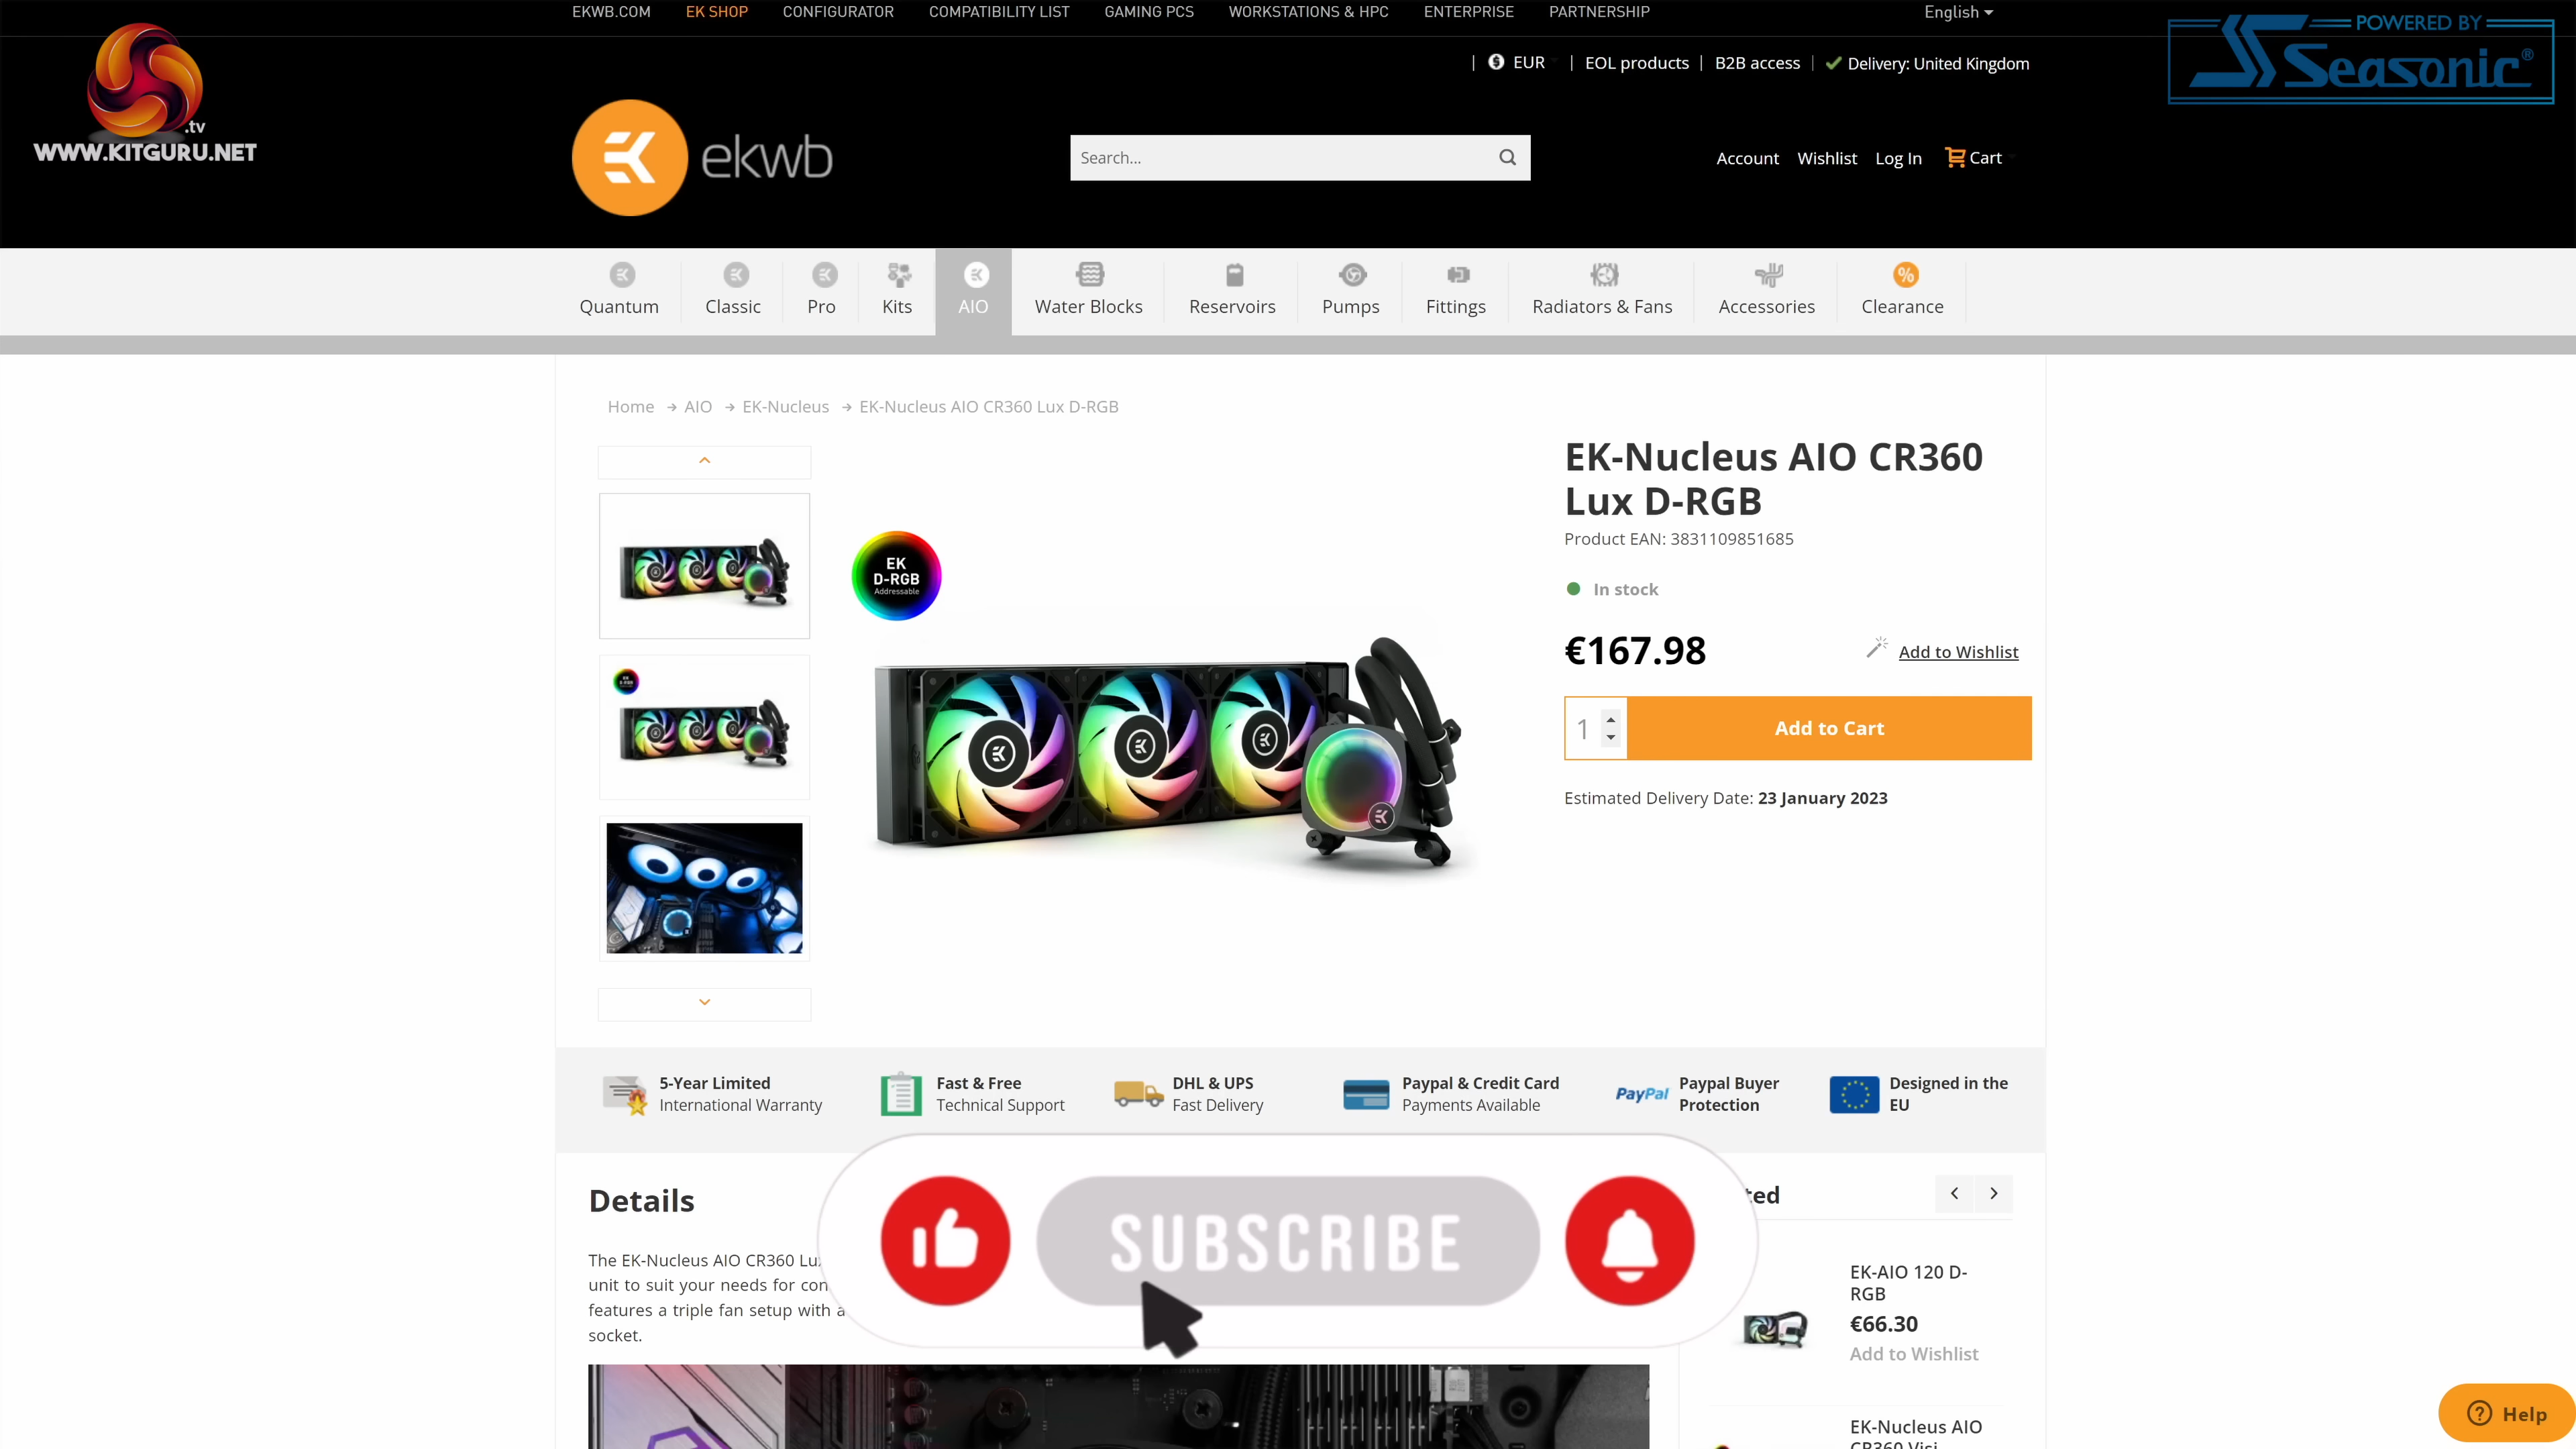 EKWB.COM EK SHOP CONFIGURATOR COMPATIBILITY LIST GAMING PCS WORKSTATIONS & HPC ENTERPRISE PARTNERSHIP English
POWERED BY
Seasonic®
EUR EOL products B2B access Delivery: United Kingdom
.tv
WWW.KITGURU.NET
ekwb
Search...
Account Wishlist Log In Cart
Quantum Classic Pro Kits AIO Water Blocks Reservoirs Pumps Fittings Radiators & Fans Accessories Clearance
Home → AIO → EK-Nucleus → EK-Nucleus AIO CR360 Lux D-RGB
EK-Nucleus AIO CR360
Lux D-RGB
Product EAN: 3831109851685
In stock
€167.98
Add to Wishlist
1
Add to Cart
Estimated Delivery Date: 23 January 2023
EK
D-RGB
Addressable
5-Year Limited
International Warranty
Fast & Free
Technical Support
DHL & UPS
Fast Delivery
Paypal & Credit Card
Payments Available
PayPal
Paypal Buyer
Protection
Designed in the
EU
Details
The EK-Nucleus AIO CR360
unit to suit your needs for
features a triple fan setup with
socket.
SUBSCRIBE
EK-AIO 120 D-
RGB
€66.30
Add to Wishlist
EK-Nucleus AIO
CR360 Visi
Help